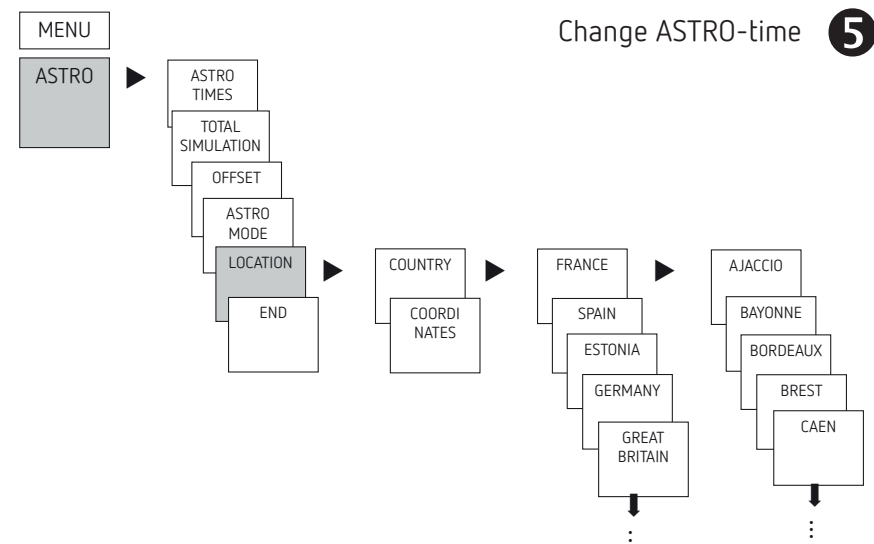 Change ASTRO-time 5
MENU
ASTRO
ASTRO
TIMES
TOTAL
SIMULATION
OFFSET
ASTRO
MODE
LOCATION
END
COUNTRY
COORDI
NATES
FRANCE
SPAIN
ESTONIA
GERMANY
GREAT
BRITAIN
AJACCIO
BAYONNE
BORDEAUX
BREST
CAEN